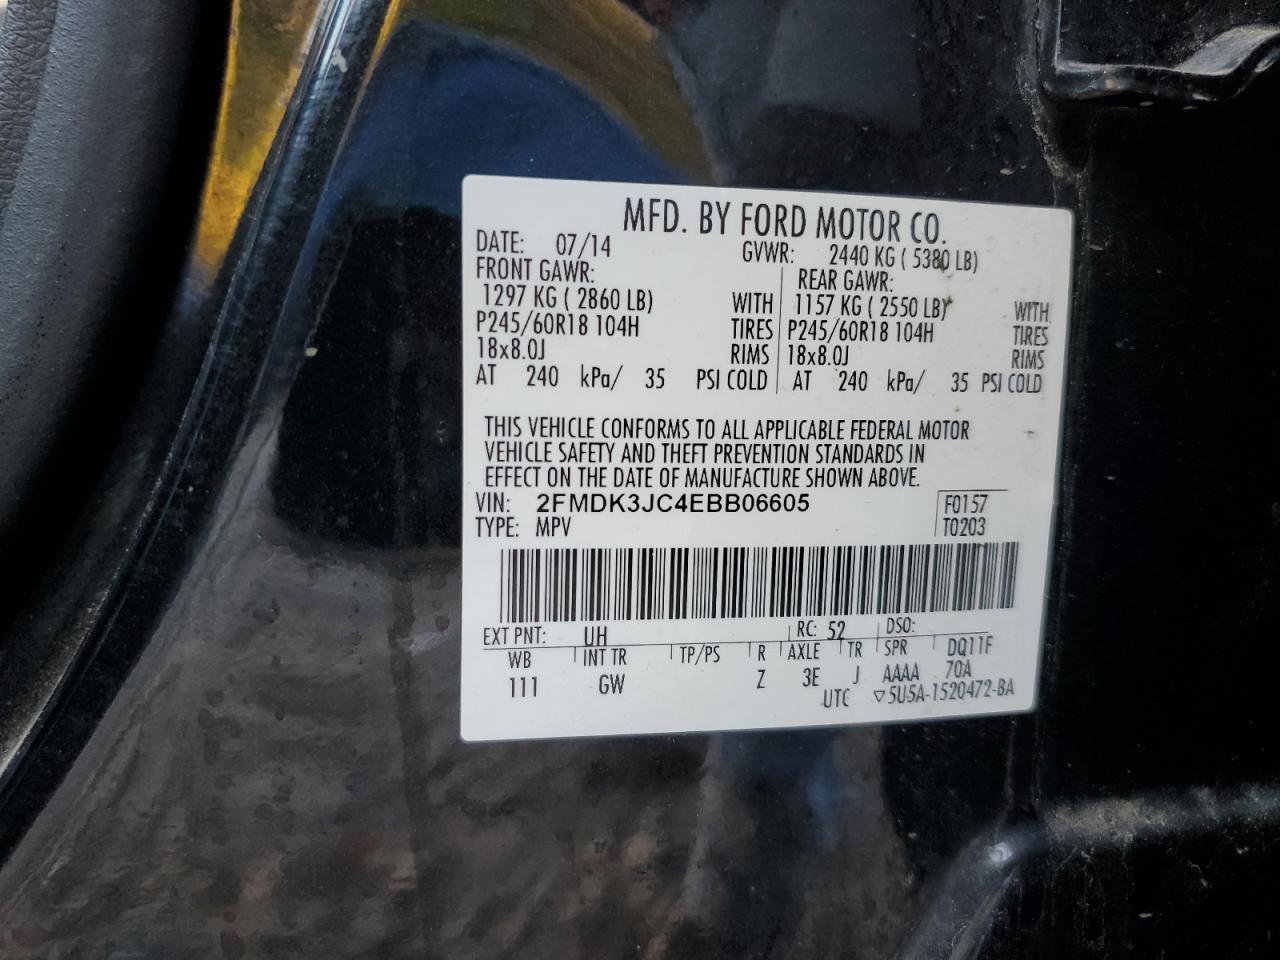 MFD. BY FORD MOTOR CO.
DATE: 07/14 GVWR: 2440 KG ( 5380 LB)
FRONT GAWR: REAR GAWR:
1297 KG ( 2860 LB) WITH 1157 KG ( 2550 LB) WITH
P245/60R18 104H TIRES P245/60R18 104H TIRES
18x8.0J RIMS 18x8.0J RIMS
AT 240 kPa/ 35 PSI COLD AT 240 kPa/ 35 PSI COLD
THIS VEHICLE CONFORMS TO ALL APPLICABLE FEDERAL MOTOR
VEHICLE SAFETY AND THEFT PREVENTION STANDARDS IN
EFFECT ON THE DATE OF MANUFACTURE SHOWN ABOVE.
VIN: 2FMDK3JC4EBB06605 F0157
TYPE: MPV T0203
EXT PNT: UH RC: 52 DSO:
WB INT TR TP/PS R AXLE TR SPR DQ11F
111 GW Z 3E J AAAA 70A
UTC ▽5U5A-1520472-BA